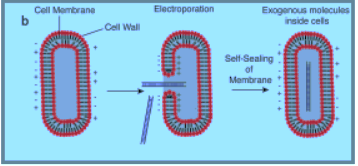 b
Cell Membrane
Cell Wall
Electroporation
Self-Sealing
of
Membrane
Exogenous molecules
inside cells